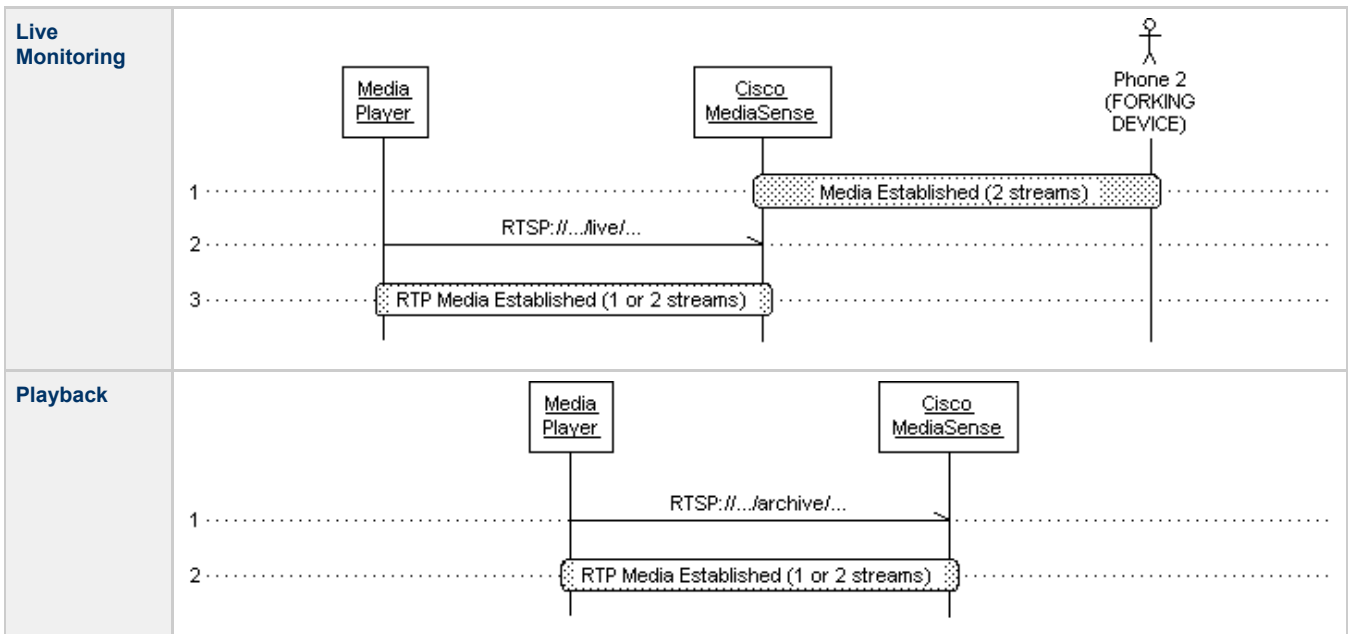 Live
Monitoring
Media
Player
Cisco
MediaSense
Phone 2
(FORKING
DEVICE)
1
Media Established (2 streams)
RTSP://.../live/...
2
3
RTP Media Established (1 or 2 streams)
Playback
Media
Player
Cisco
MediaSense
RTSP://.../archive/...
1
2
RTP Media Established (1 or 2 streams)